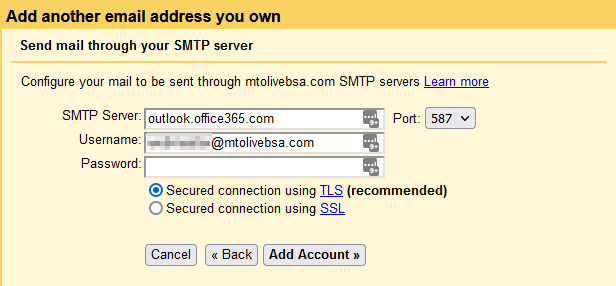 Add another email address you own
Send mail through your SMTP server
Configure your mail to be sent through mtolivebsa.com SMTP servers Learn more
SMTP Server: outlook.office365.com Port: 587
Username: @mtolivebsa.com
Password:
Secured connection using TLS (recommended)
Secured connection using SSL
Cancel « Back Add Account »